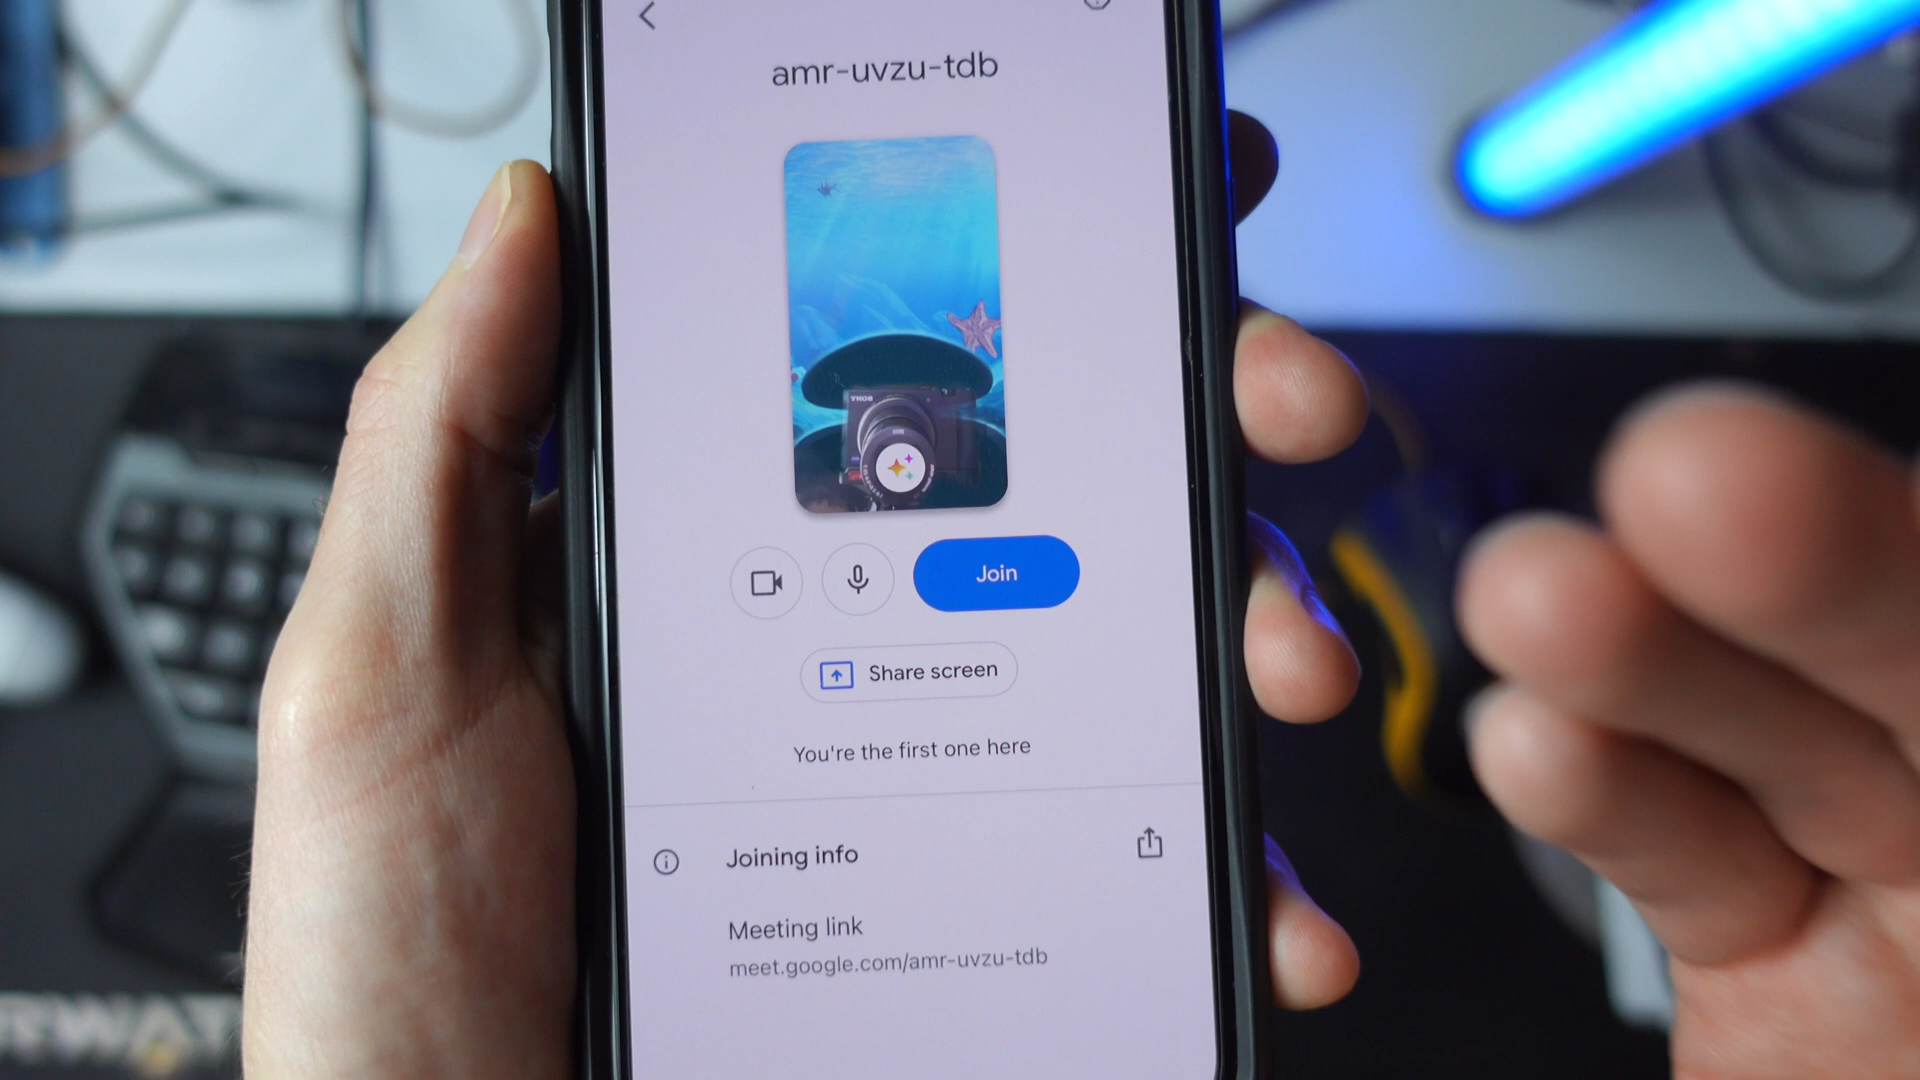 amr-uvzu-tdb
SONY
Join
Share screen
You're the first one here
Joining info
Meeting link
meet.google.com/amr-uvzu-tdb